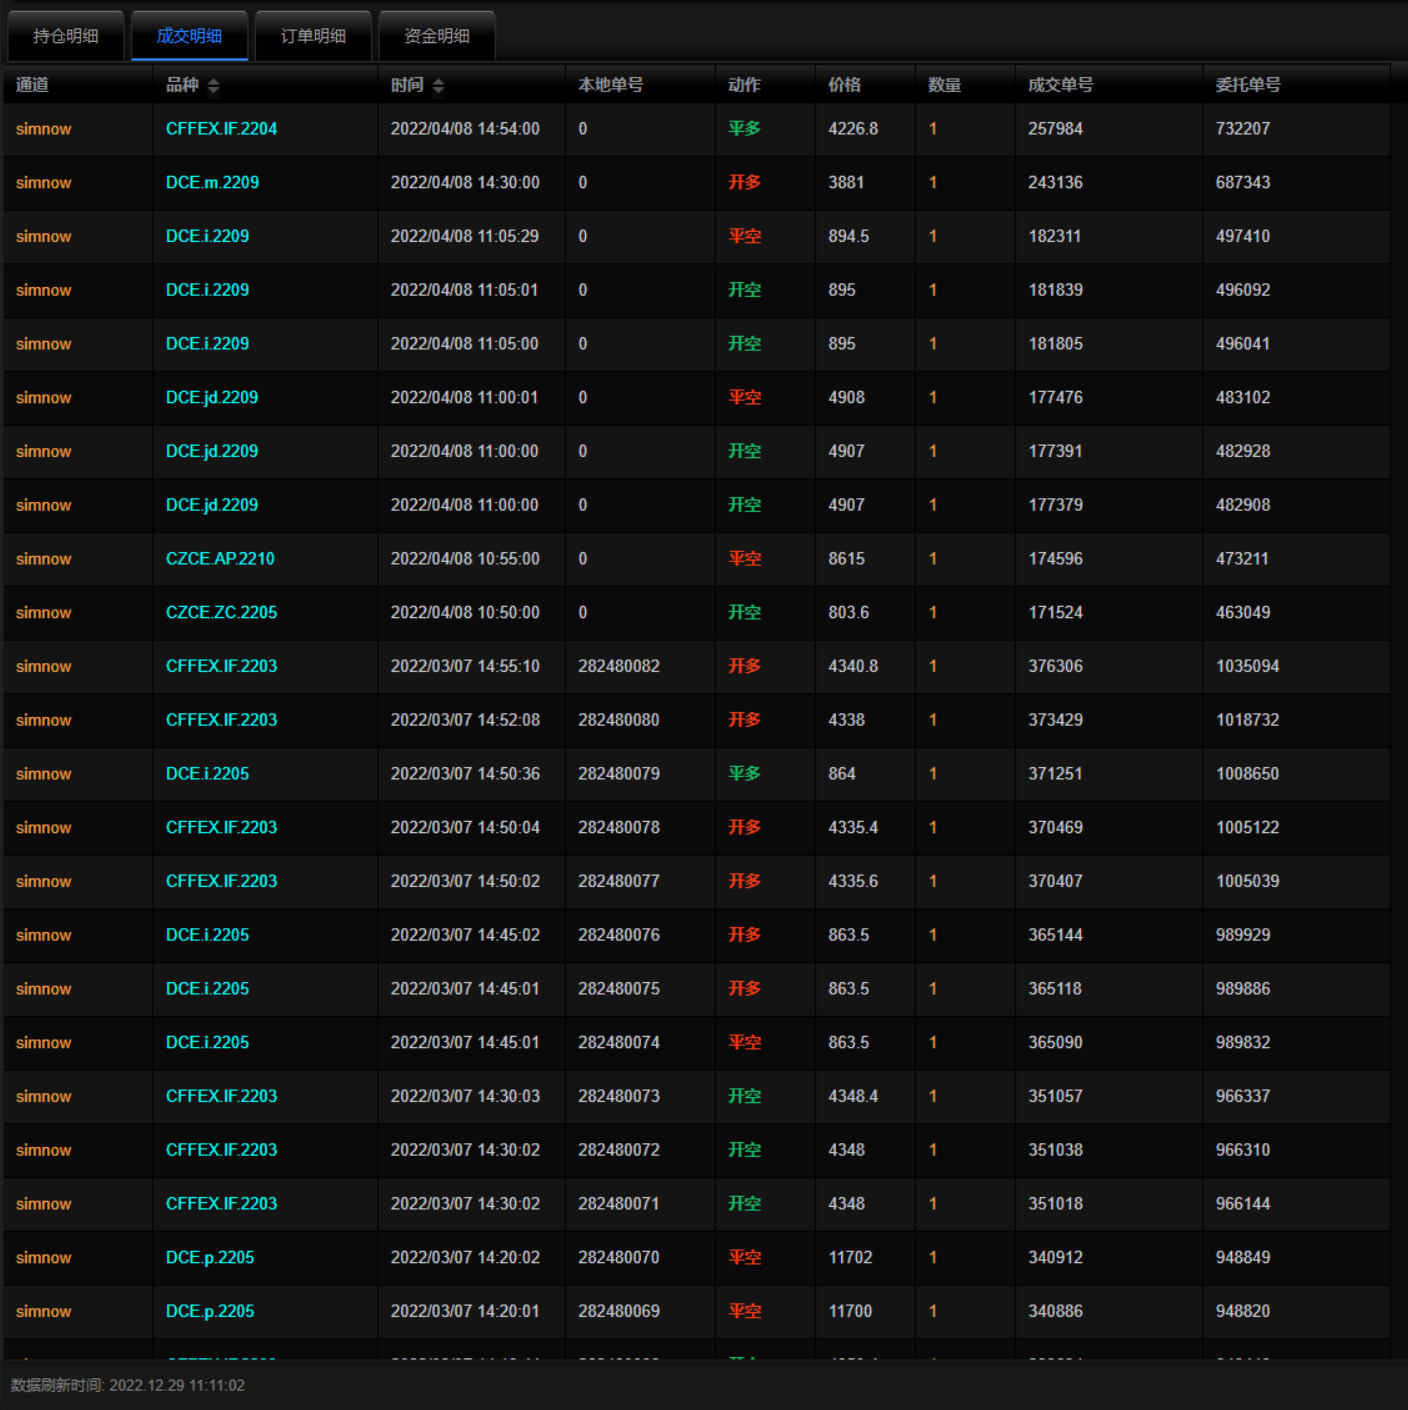 持仓明细 成交明细 订单明细 资金明细
通道 品种 时间 本地单号 动作 价格 数量 成交单号 委托单号
simnow CFFEX.IF.2204 2022/04/08 14:54:00 0 平多 4226.8 1 257984 732207
simnow DCE.m.2209 2022/04/08 14:30:00 0 开多 3881 1 243136 687343
simnow DCE.i.2209 2022/04/08 11:05:29 0 平空 894.5 1 182311 497410
simnow DCE.i.2209 2022/04/08 11:05:01 0 开空 895 1 181839 496092
simnow DCE.i.2209 2022/04/08 11:05:00 0 开空 895 1 181805 496041
simnow DCE.jd.2209 2022/04/08 11:00:01 0 平空 4908 1 177476 483102
simnow DCE.jd.2209 2022/04/08 11:00:00 0 开空 4907 1 177391 482928
simnow DCE.jd.2209 2022/04/08 11:00:00 0 开空 4907 1 177379 482908
simnow CZCE.AP.2210 2022/04/08 10:55:00 0 平空 8615 1 174596 473211
simnow CZCE.ZC.2205 2022/04/08 10:50:00 0 开空 803.6 1 171524 463049
simnow CFFEX.IF.2203 2022/03/07 14:55:10 282480082 开多 4340.8 1 376306 1035094
simnow CFFEX.IF.2203 2022/03/07 14:52:08 282480080 开多 4338 1 373429 1018732
simnow DCE.i.2205 2022/03/07 14:50:36 282480079 平多 864 1 371251 1008650
simnow CFFEX.IF.2203 2022/03/07 14:50:04 282480078 开多 4335.4 1 370469 1005122
simnow CFFEX.IF.2203 2022/03/07 14:50:02 282480077 开多 4335.6 1 370407 1005039
simnow DCE.i.2205 2022/03/07 14:45:02 282480076 开多 863.5 1 365144 989929
simnow DCE.i.2205 2022/03/07 14:45:01 282480075 开多 863.5 1 365118 989886
simnow DCE.i.2205 2022/03/07 14:45:01 282480074 平空 863.5 1 365090 989832
simnow CFFEX.IF.2203 2022/03/07 14:30:03 282480073 开空 4348.4 1 351057 966337
simnow CFFEX.IF.2203 2022/03/07 14:30:02 282480072 开空 4348 1 351038 966310
simnow CFFEX.IF.2203 2022/03/07 14:30:02 282480071 开空 4348 1 351018 966144
simnow DCE.p.2205 2022/03/07 14:20:02 282480070 平空 11702 1 340912 948849
simnow DCE.p.2205 2022/03/07 14:20:01 282480069 平空 11700 1 340886 948820
数据刷新时间: 2022.12.29 11:11:02